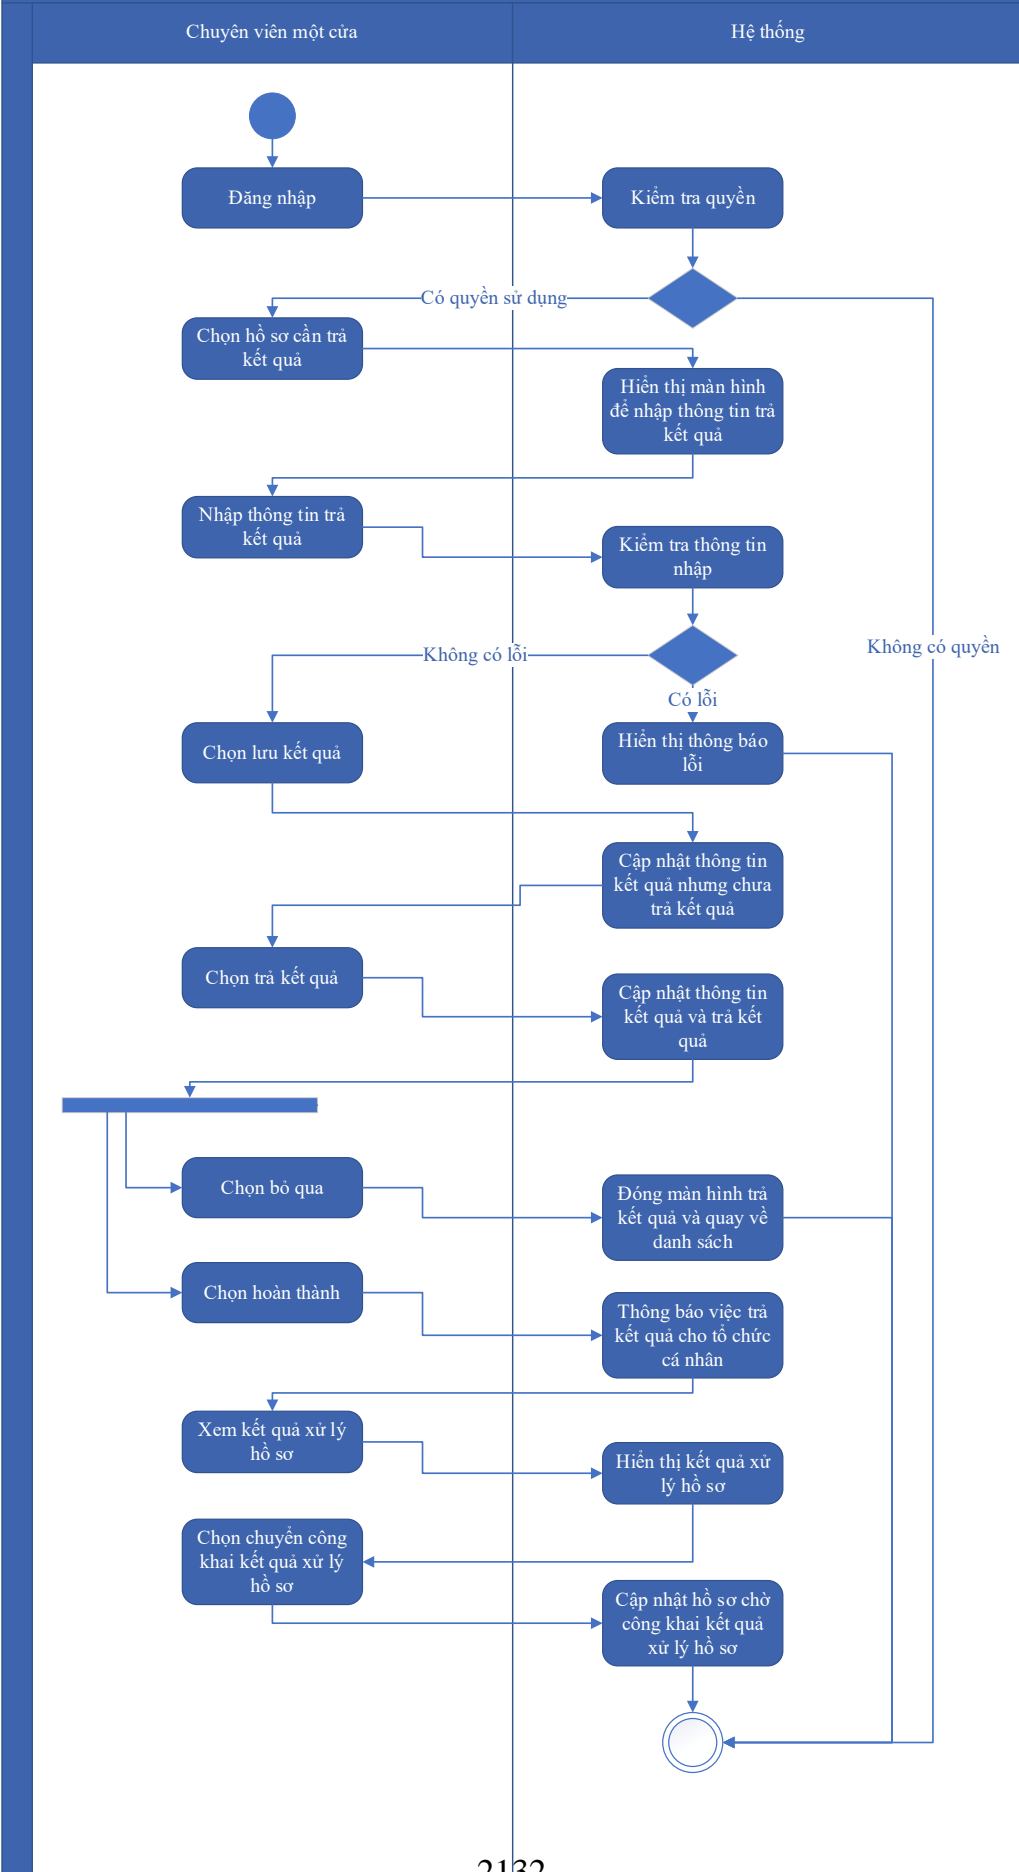 Chuyên viên một cửa
Hệ thống
Đăng nhập
Kiểm tra quyền
Có quyền sử dụng
Chọn hồ sơ cần trả
kết quả
Hiển thị màn hình
để nhập thông tin trả
kết quả
Nhập thông tin trả
kết quả
Kiểm tra thông tin
nhập
Không có quyền
Không có lỗi
Có lỗi
Chọn lưu kết quả
Hiển thị thông báo
lỗi
Cập nhật thông tin
kết quả nhưng chưa
trả kết quả
Chọn trả kết quả
Cập nhật thông tin
kết quả và trả kết
quả
Chọn bỏ qua
Đóng màn hình trả
kết quả và quay về
danh sách
Chọn hoàn thành
Thông báo việc trả
kết quả cho tổ chức
cá nhân
Xem kết quả xử lý
hồ sơ
Hiển thị kết quả xử
lý hồ sơ
Chọn chuyển công
khai kết quả xử lý
hồ sơ
Cập nhật hồ sơ chờ
công khai kết quả
xử lý hồ sơ
2132